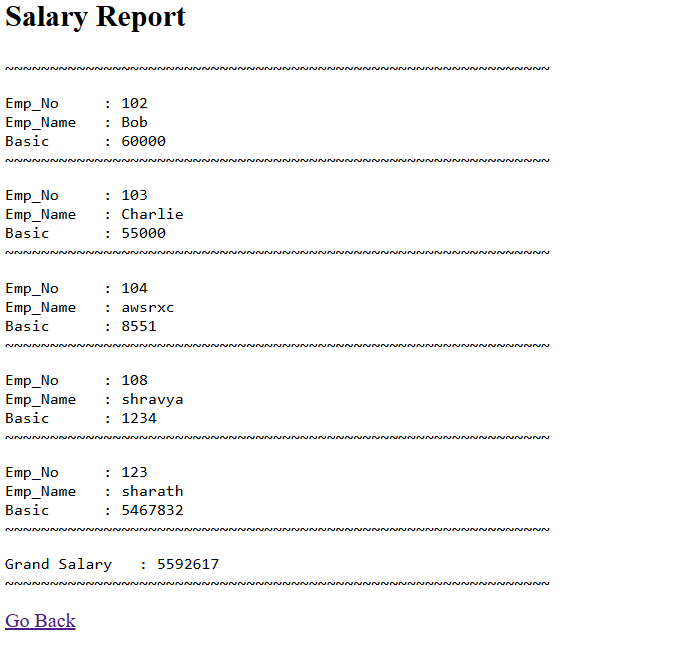 Salary Report
~~~~~~~~~~~~~~~~~~~~~~~~~~~~~~~~~~~~~~~~~~~~~~~~~~~~~~~~~~~~~
Emp_No     : 102
Emp_Name   : Bob
Basic      : 60000
~~~~~~~~~~~~~~~~~~~~~~~~~~~~~~~~~~~~~~~~~~~~~~~~~~~~~~~~~~~~~
Emp_No     : 103
Emp_Name   : Charlie
Basic      : 55000
~~~~~~~~~~~~~~~~~~~~~~~~~~~~~~~~~~~~~~~~~~~~~~~~~~~~~~~~~~~~~
Emp_No     : 104
Emp_Name   : awsrxc
Basic      : 8551
~~~~~~~~~~~~~~~~~~~~~~~~~~~~~~~~~~~~~~~~~~~~~~~~~~~~~~~~~~~~~
Emp_No     : 108
Emp_Name   : shravya
Basic      : 1234
~~~~~~~~~~~~~~~~~~~~~~~~~~~~~~~~~~~~~~~~~~~~~~~~~~~~~~~~~~~~~
Emp_No     : 123
Emp_Name   : sharath
Basic      : 5467832
~~~~~~~~~~~~~~~~~~~~~~~~~~~~~~~~~~~~~~~~~~~~~~~~~~~~~~~~~~~~~
Grand Salary   : 5592617
~~~~~~~~~~~~~~~~~~~~~~~~~~~~~~~~~~~~~~~~~~~~~~~~~~~~~~~~~~~~~
Go Back